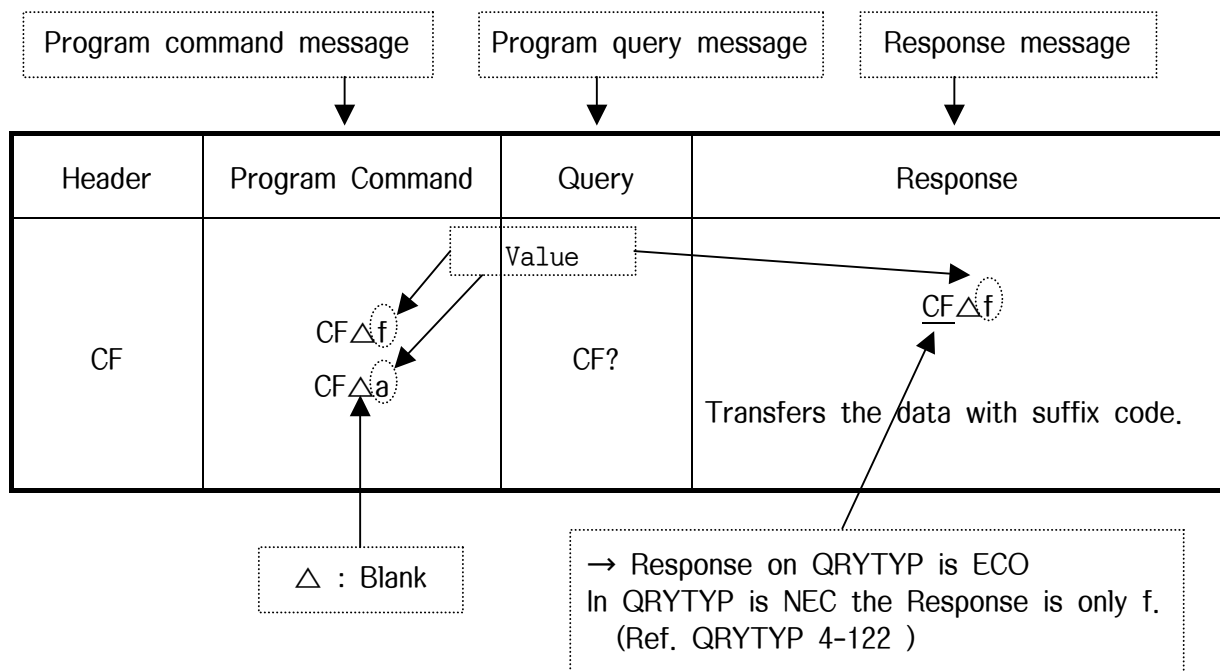 Program command message
Program query message
Response message
Header
Program Command
Query
Response
Value
CF
CF△f
CF△a
CF?
CF△f
Transfers the data with suffix code.
△ : Blank
→ Response on QRYTYP is ECO
In QRYTYP is NEC the Response is only f.
(Ref. QRYTYP 4-122 )